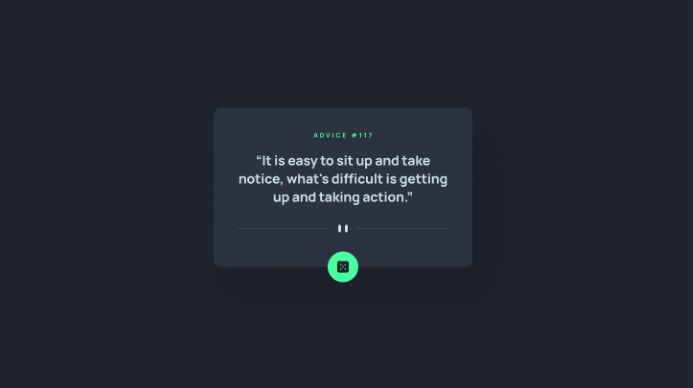 ADVICE #117
“It is easy to sit up and take
notice, what's difficult is getting
up and taking action.”